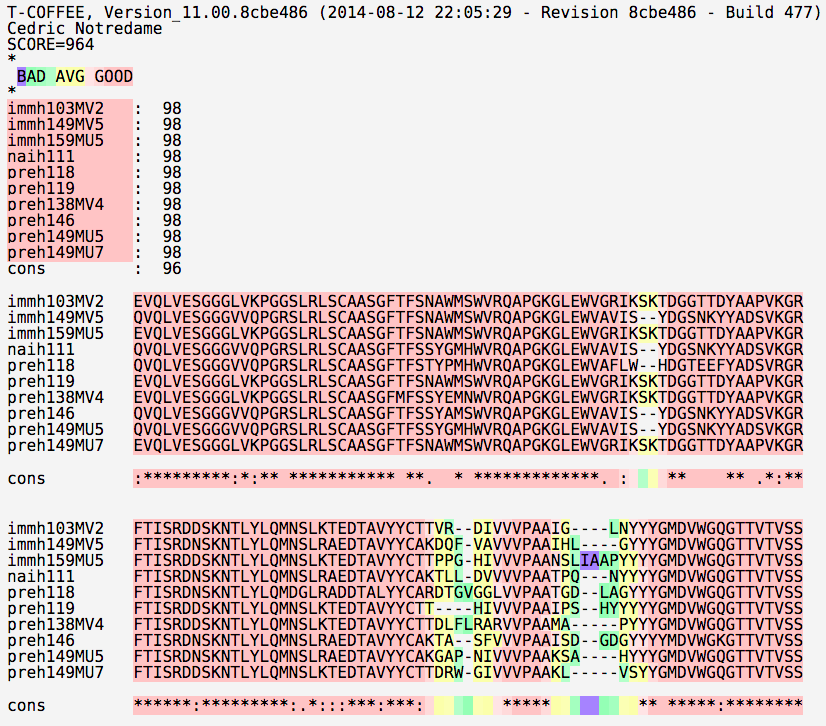 T-COFFEE, Version_11.00.8cbe486 (2014-08-12 22:05:29 - Revision 8cbe486 - Build 477)
Cedric Notredame
SCORE=964
*
BAD AVG GOOD
*
immh103MV2 : 98
immh149MV5 : 98
immh159MU5 : 98
naih111 : 98
preh118 : 98
preh119 : 98
preh138MV4 : 98
preh146 : 98
preh149MU5 : 98
preh149MU7 : 98
cons : 96
immh103MV2 EVQLVESGGGLVKPGGSLRLSCAASGFTFSNAWMSWVRQAPGKGLEWVGRIKSKTDGGTTDYAAPVKGR
immh149MV5 QVQLVESGGGVVQPGRSLRLSCAASGFTFSSYGMHWVRQAPGKGLEWVAVIS--YDGSNKYYADSVKGR
immh159MU5 EVQLVESGGGLVKPGGSLRLSCAASGFTFSNAWMSWVRQAPGKGLEWVGRIKSKTDGGTTDYAAPVKGR
naih111 QVQLVESGGGVVQPGRSLRLSCAASGFTFSSYGMHWVRQAPGKGLEWVAVIS--YDGSNKYYADSVKGR
preh118 QVQLVESGGGVVQPGRSLRLSCAASGFTFSTYPMHWVRQAPGKGLEWVAFLW--HDGTEEFYADSVRGR
preh119 EVQLVESGGGLVKPGGSLRLSCAASGFTFSNAWMSWVRQAPGKGLEWVGRIKSKTDGGTTDYAAPVKGR
preh138MV4 EVQLVESGGGLVKPGGSLRLSCAASGFMFSSYEMNWVRQAPGKGLEWVGRIKSKTDGGTTDYAAPVKGR
preh146 QVQLVESGGGVVQPGRSLRLSCAASGFTFSSYAMSWVRQAPGKGLEWVAVIS--YDGSNKYYADSVKGR
preh149MU5 QVQLVESGGGVVQPGRSLRLSCAASGFTFSSYGMHWVRQAPGKGLEWVAVIS--YDGSNKYYADSVKGR
preh149MU7 EVQLVESGGGLVKPGGSLRLSCAASGFTFSNAWMSWVRQAPGKGLEWVGRIKSKTDGGTTDYAAPVKGR
cons :*********:*:** *********** **.  * *************. :    **    ** .*:**
immh103MV2 FTISRDDSKNTLYLQMNSLKTEDTAVYYCTTVR--DIVVVPAAIG----LNYYYGMDVWGQGTTVTVSS
immh149MV5 FTISRDNSKNTLYLQMNSLRAEDTAVYYCAKDQF-VAVVVPAAIHL----GYYYGMDVWGQGTTVTVSS
immh159MU5 FTISRDDSKNTLYLQMNSLKTEDTAVYYCTTPPG-HIVVVPAANSLIAAPYYYYGMDVWGQGTTVTVSS
naih111 FTISRDNSKNTLYLQMNSLRAEDTAVYYCAKTLL-DVVVVPAATPQ---NYYYYGMDVWGQGTTVTVSS
preh118 FTISRDNSKNTLYLQMDGLRADDTALYYCARDTGVGGLVVPAATGD--LAGYYYGMDVWGQGTTVTVSS
preh119 FTISRDDSKNTLYLQMNSLKTEDTAVYYCTT----HIVVVPAAIPS--HYYYYYGMDVWGQGTTVTVSS
preh138MV4 FTISRDDSKNTLYLQMNSLKTEDTAVYYCTTDLFLRARVVPAAMA-----PYYYGMDVWGQGTTVTVSS
preh146 FTISRDNSKNTLYLQMNSLRAEDTAVYYCAKTA--SFVVVPAAISD--GDGYYYYMDVWGKGTTVTVSS
preh149MU5 FTISRDNSKNTLYLQMNSLRAEDTAVYYCAKGAP-NIVVVPAAKSA----HYYYGMDVWGQGTTVTVSS
preh149MU7 FTISRDDSKNTLYLQMNSLKTEDTAVYYCTTDRW-GIVVVPAAKL-----VSYYGMDVWGQGTTVTVSS
cons ******:*********:.*:::***:***:        *****         ** *****:********